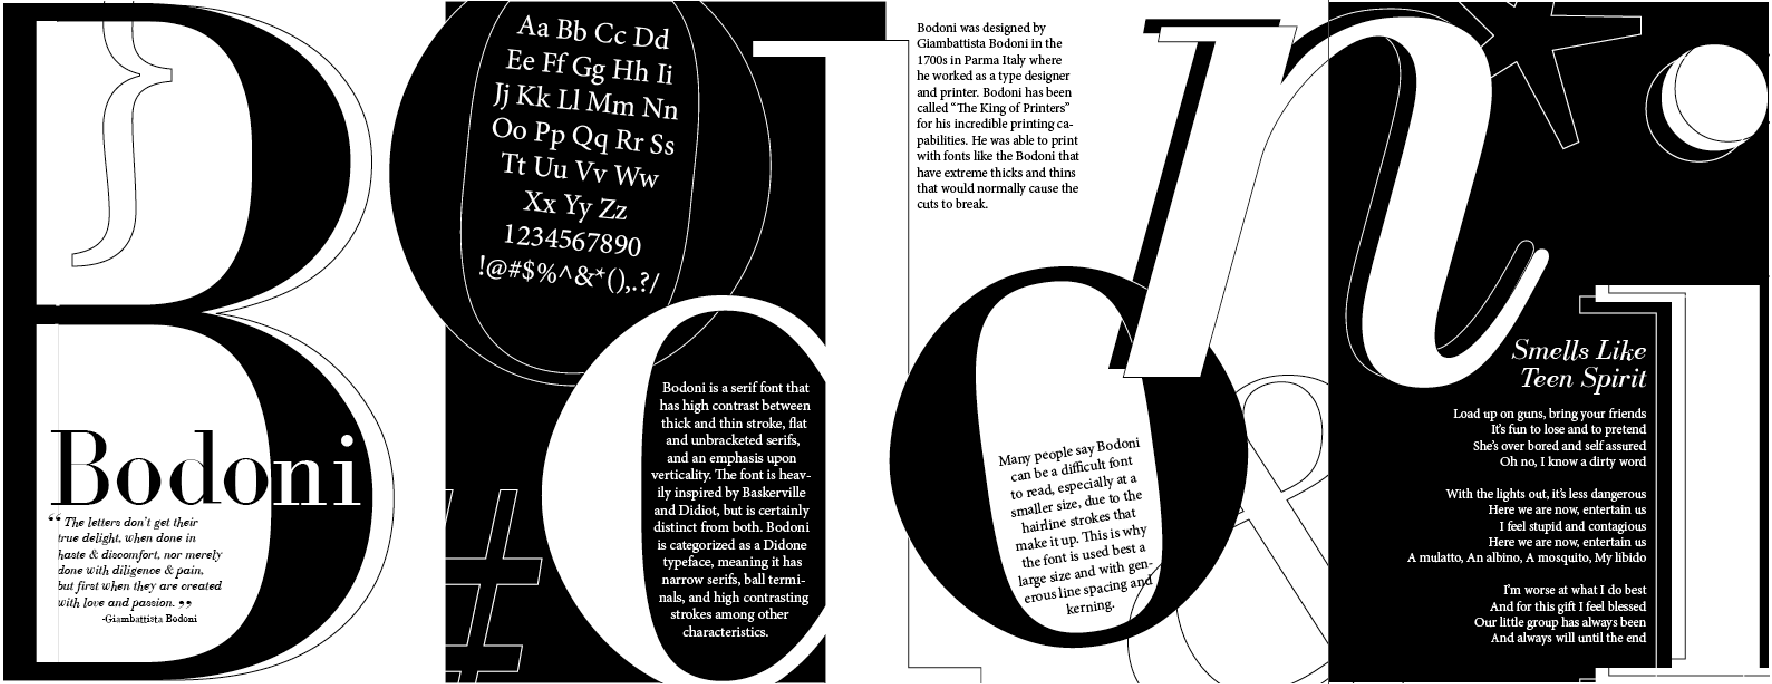 Bodoni
“ The letters don't get their
true delight, when done in
haste & discomfort, nor merely
done with diligence & pain,
but first when they are created
with love and passion. ”
-Giambattista Bodoni
Aa Bb Cc Dd
Ee Ff Gg Hh Ii
Jj Kk Ll Mm Nn
Oo Pp Qq Rr Ss
Tt Uu Vv Ww
Xx Yy Zz
1234567890
!@#$%^&*(),.?/
Bodoni is a serif font that
has high contrast between
thick and thin stroke, flat
and unbracketed serifs,
and an emphasis upon
verticality. The font is heav-
ily inspired by Baskerville
and Didiot, but is certainly
distinct from both. Bodoni
is categorized as a Didone
typeface, meaning it has
narrow serifs, ball termi-
nals, and high contrasting
strokes among other
characteristics.
Bodoni was designed by
Giambattista Bodoni in the
1700s in Parma Italy where
he worked as a type designer
and printer. Bodoni has been
called “The King of Printers”
for his incredible printing ca-
pabilities. He was able to print
with fonts like the Bodoni that
have extreme thicks and thins
that would normally cause the
cuts to break.
Many people say Bodoni
can be a difficult font
to read, especially at a
smaller size, due to the
hairline strokes that
make it up. This is why
the font is used best a
large size and with gen-
erous line spacing and
kerning.
Smells Like
Teen Spirit
Load up on guns, bring your friends
It's fun to lose and to pretend
She's over bored and self assured
Oh no, I know a dirty word
With the lights out, it's less dangerous
Here we are now, entertain us
I feel stupid and contagious
Here we are now, entertain us
A mulatto, An albino, A mosquito, My libido
I'm worse at what I do best
And for this gift I feel blessed
Our little group has always been
And always will until the end
B o d n i
} # & *